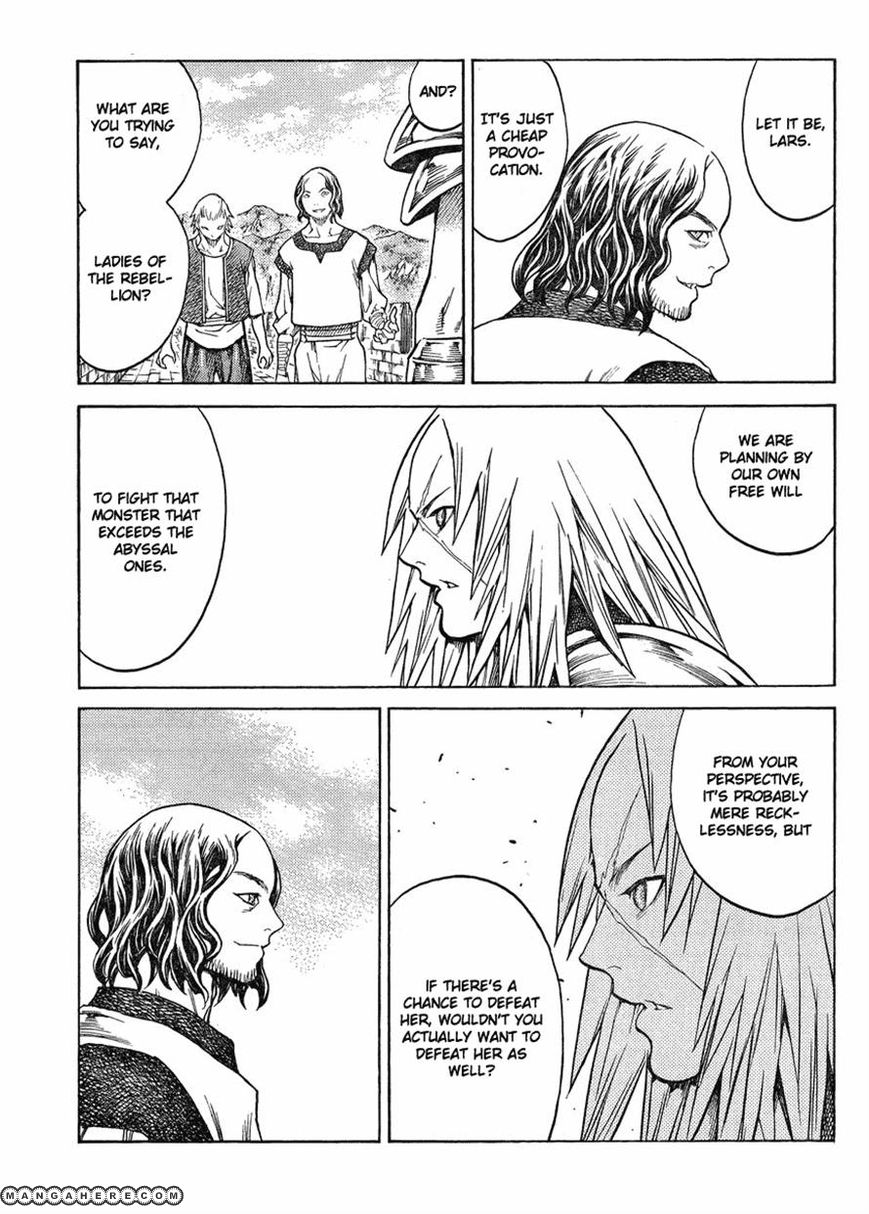 LET IT BE,
LARS.
IT'S JUST
A CHEAP
PROVO-
CATION.
AND?
WHAT ARE
YOU TRYING
TO SAY,
LADIES OF
THE REBEL-
LION?
WE ARE
PLANNING BY
OUR OWN
FREE WILL
TO FIGHT THAT
MONSTER THAT
EXCEEDS THE
ABYSSAL
ONES.
FROM YOUR
PERSPECTIVE,
IT'S PROBABLY
MERE RECK-
LESSNESS, BUT
IF THERE'S A
CHANCE TO DEFEAT
HER, WOULDN'T YOU
ACTUALLY WANT TO
DEFEAT HER AS
WELL?
MANGAHERE.COM